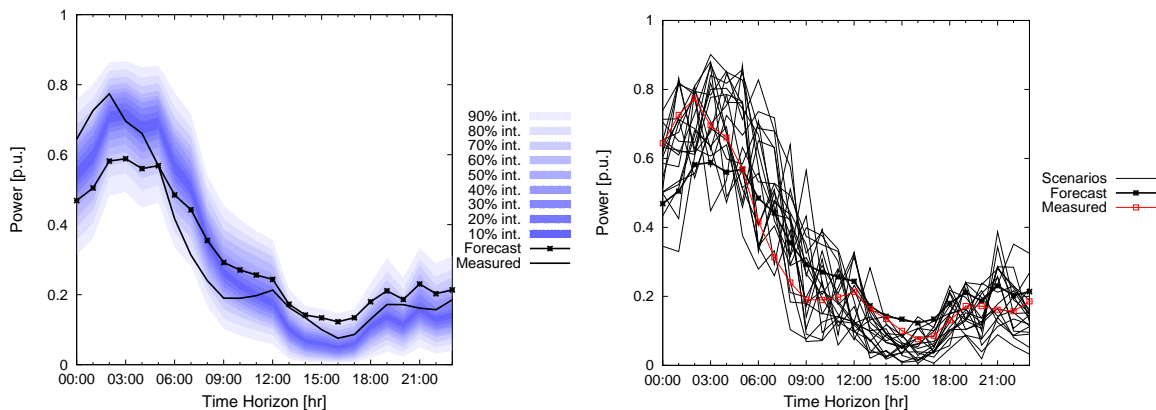 1
0.8
0.6
0.4
0.2
0
Power [p.u.]
00:00 03:00 06:00 09:00 12:00 15:00 18:00 21:00
Time Horizon [hr]
90% int.
80% int.
70% int.
60% int.
50% int.
40% int.
30% int.
20% int.
10% int.
Forecast
Measured
1
0.8
0.6
0.4
0.2
0
Power [p.u.]
00:00 03:00 06:00 09:00 12:00 15:00 18:00 21:00
Time Horizon [hr]
Scenarios
Forecast
Measured